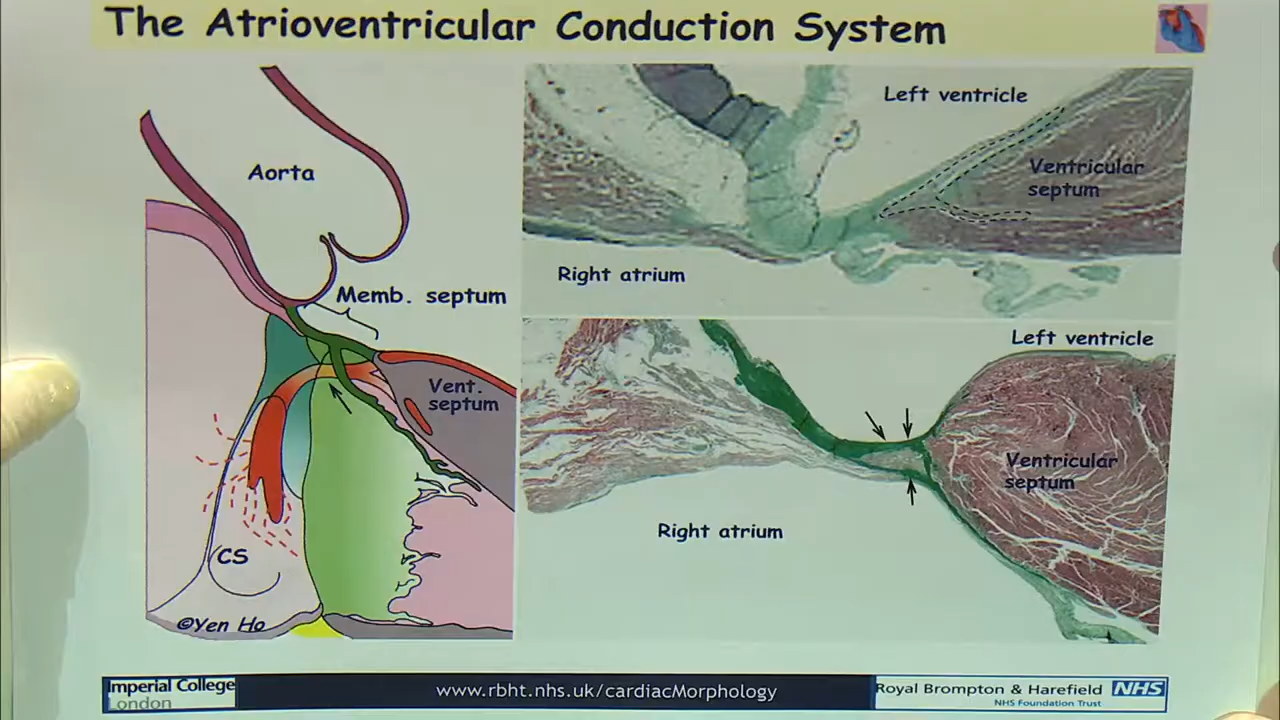 The Atrioventricular Conduction System
Aorta
Memb. septum
Vent.
septum
CS
©Yen Ho
Left ventricle
Ventricular
septum
Right atrium
Left ventricle
Ventricular
septum
Right atrium
Imperial College
London
www.rbht.nhs.uk/cardiacMorphology
Royal Brompton & Harefield NHS
NHS Foundation Trust